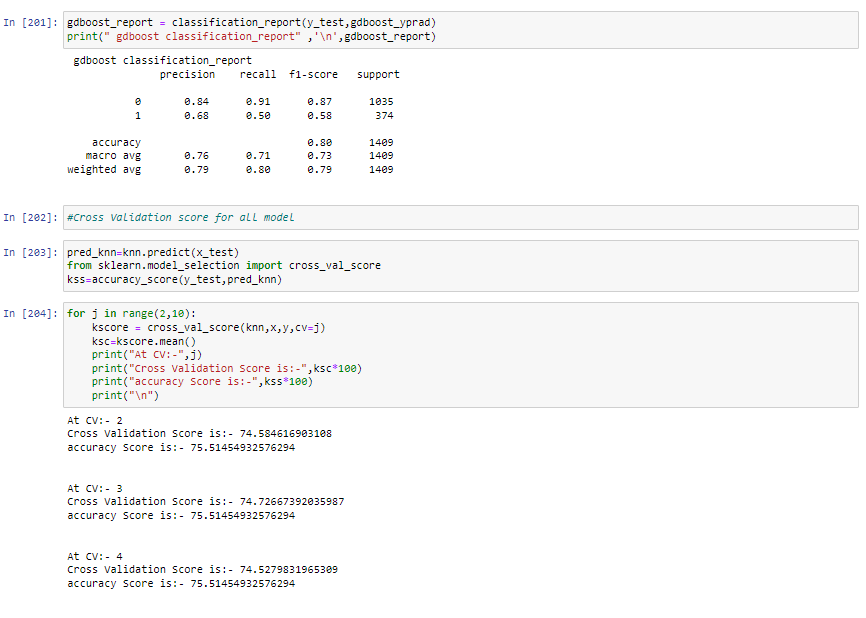 In [201]: gdboost_report = classification_report(y_test,gdboost_yprad)
print(" gdboost classification_report" ,'\n',gdboost_report)
gdboost classification_report
precision recall f1-score support
0 0.84 0.91 0.87 1035
1 0.68 0.50 0.58 374
accuracy 0.80 1409
macro avg 0.76 0.71 0.73 1409
weighted avg 0.79 0.80 0.79 1409
In [202]: #Cross Validation score for all model
In [203]: pred_knn=knn.predict(x_test)
from sklearn.model_selection import cross_val_score
kss=accuracy_score(y_test,pred_knn)
In [204]: for j in range(2,10):
kscore = cross_val_score(knn,x,y,cv=j)
ksc=kscore.mean()
print("At CV:-",j)
print("Cross Validation Score is:-",ksc*100)
print("accuracy Score is:-",kss*100)
print("\n")
At CV:- 2
Cross Validation Score is:- 74.584616903108
accuracy Score is:- 75.51454932576294
At CV:- 3
Cross Validation Score is:- 74.72667392035987
accuracy Score is:- 75.51454932576294
At CV:- 4
Cross Validation Score is:- 74.5279831965309
accuracy Score is:- 75.51454932576294